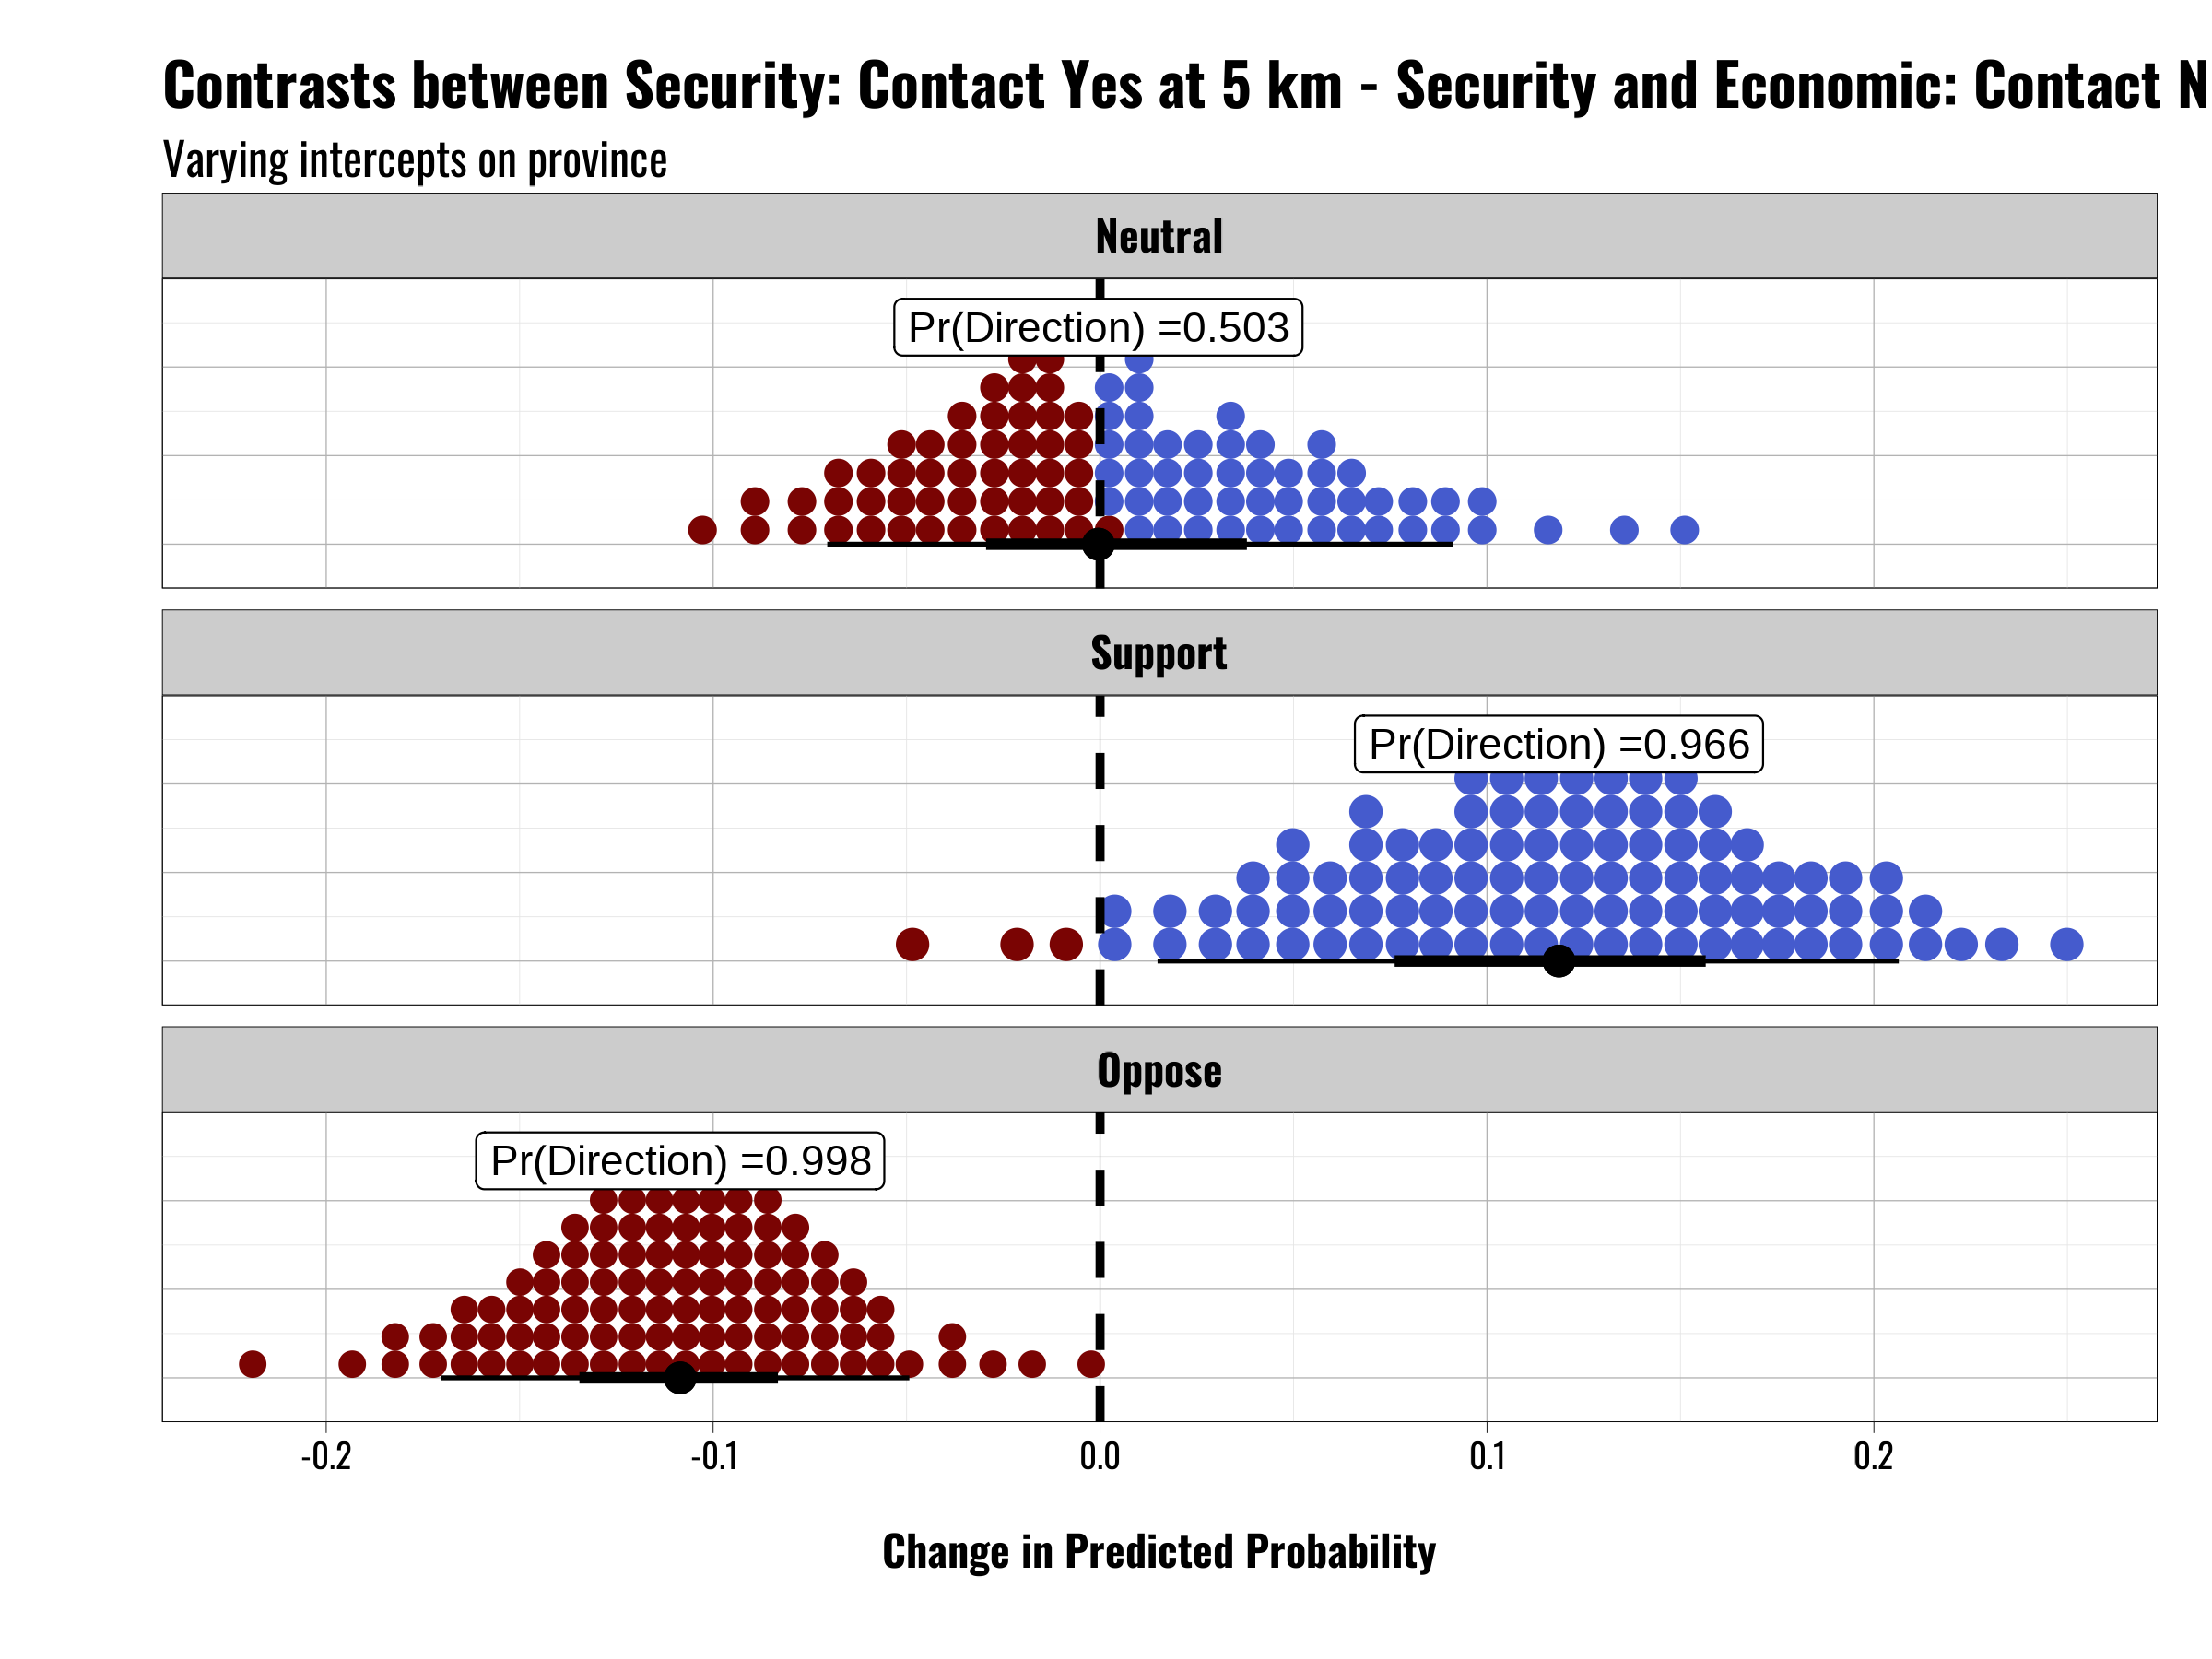 Contrasts between Security: Contact Yes at 5 km - Security and Economic: Contact N
Varying intercepts on province
Neutral
Pr(Direction) =0.503
Support
Pr(Direction) =0.966
Oppose
Pr(Direction) =0.998
-0.2 -0.1 0.0 0.1 0.2
Change in Predicted Probability